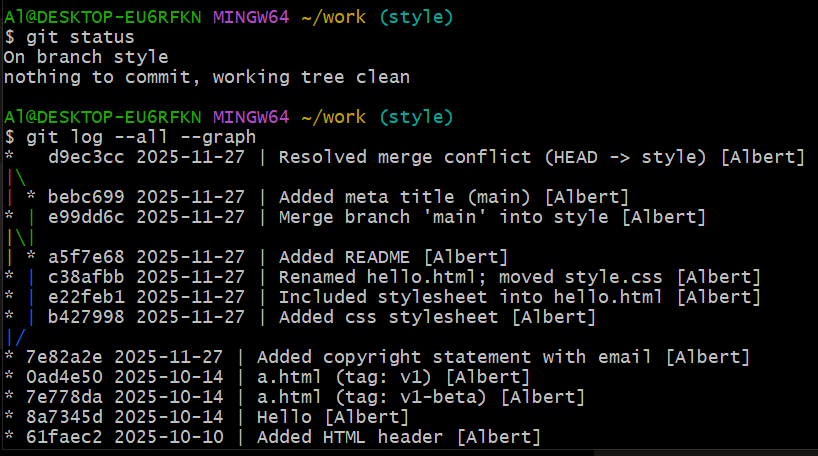 Al@DESKTOP-EU6RFKN MINGW64 ~/work (style)
$ git status
On branch style
nothing to commit, working tree clean

Al@DESKTOP-EU6RFKN MINGW64 ~/work (style)
$ git log --all --graph
*   d9ec3cc 2025-11-27 | Resolved merge conflict (HEAD -> style) [Albert]
|\
| * bebc699 2025-11-27 | Added meta title (main) [Albert]
* | e99dd6c 2025-11-27 | Merge branch 'main' into style [Albert]
|\|
| * a5f7e68 2025-11-27 | Added README [Albert]
* | c38afbb 2025-11-27 | Renamed hello.html; moved style.css [Albert]
* | e22feb1 2025-11-27 | Included stylesheet into hello.html [Albert]
* | b427998 2025-11-27 | Added css stylesheet [Albert]
|/
* 7e82a2e 2025-11-27 | Added copyright statement with email [Albert]
* 0ad4e50 2025-10-14 | a.html (tag: v1) [Albert]
* 7e778da 2025-10-14 | a.html (tag: v1-beta) [Albert]
* 8a7345d 2025-10-14 | Hello [Albert]
* 61faec2 2025-10-10 | Added HTML header [Albert]